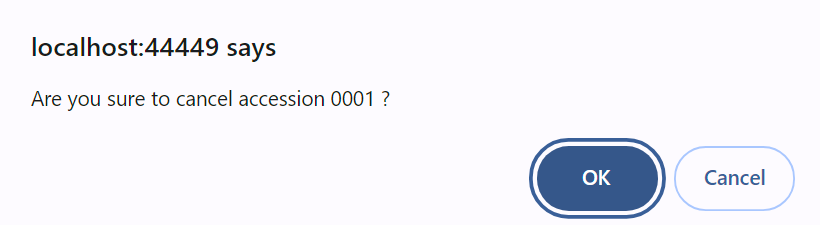 localhost:44449 says
Are you sure to cancel accession 0001 ?
OK
Cancel